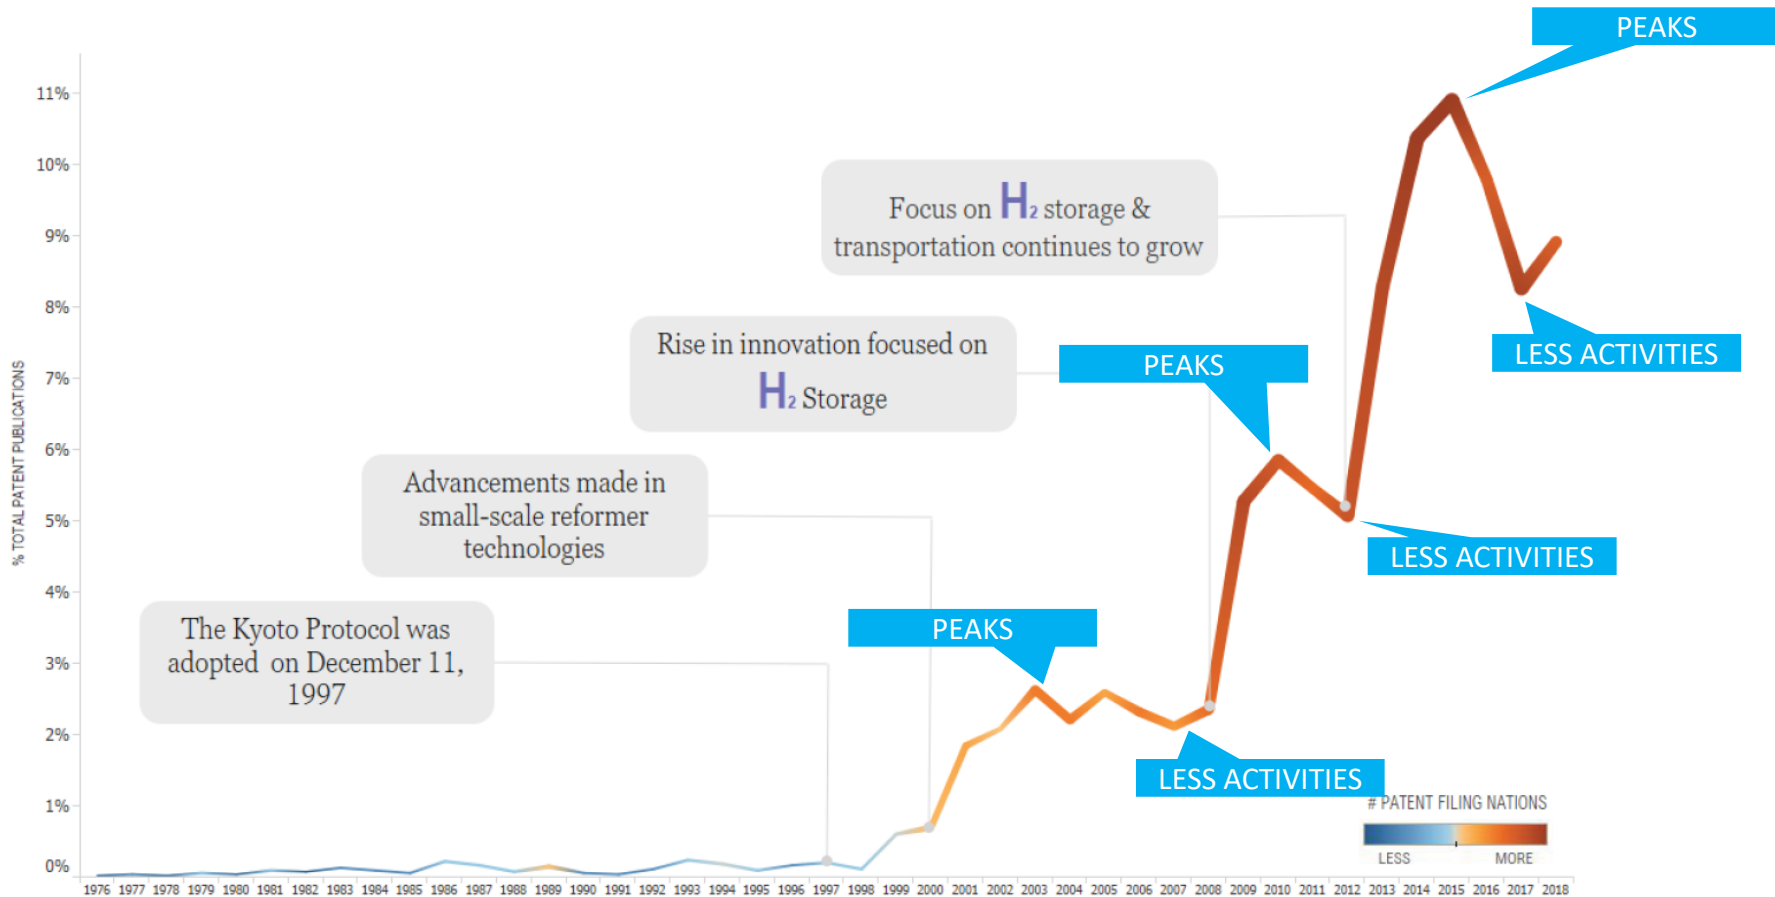 PEAKS
11%
10%
Focus on H2 storage &
transportation continues to grow
9%
8%
Rise in innovation focused on
H2 Storage
PEAKS
LESS ACTIVITIES
7%
6%
Advancements made in
small-scale reformer
technologies
5%
LESS ACTIVITIES
4%
The Kyoto Protocol was
adopted on December 11,
1997
PEAKS
3%
2%
LESS ACTIVITIES
1%
0%
% TOTAL PATENT PUBLICATIONS
# PATENT FILING NATIONS
LESS MORE
1976 1977 1978 1979 1980 1981 1982 1983 1984 1985 1986 1987 1988 1989 1990 1991 1992 1993 1994 1995 1996 1997 1998 1999 2000 2001 2002 2003 2004 2005 2006 2007 2008 2009 2010 2011 2012 2013 2014 2015 2016 2017 2018